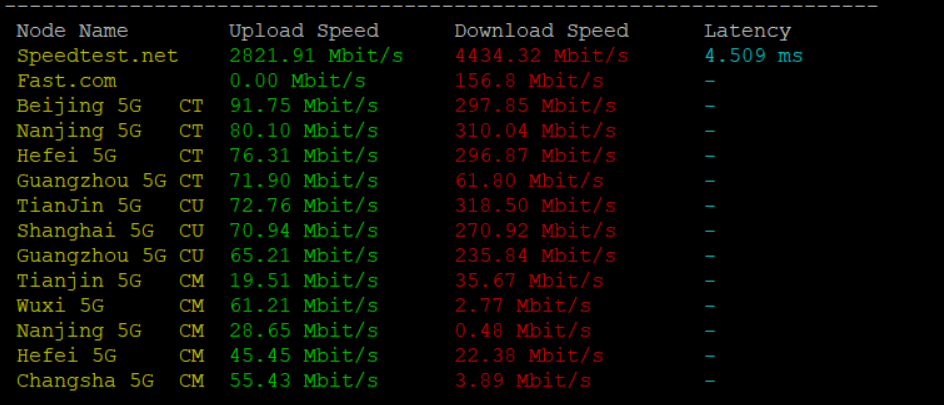 ----------------------------------------------------------------------
Node Name Upload Speed Download Speed Latency
Speedtest.net 2821.91 Mbit/s 4434.32 Mbit/s 4.509 ms
Fast.com 0.00 Mbit/s 156.8 Mbit/s -
Beijing 5G CT 91.75 Mbit/s 297.85 Mbit/s -
Nanjing 5G CT 80.10 Mbit/s 310.04 Mbit/s -
Hefei 5G CT 76.31 Mbit/s 296.87 Mbit/s -
Guangzhou 5G CT 71.90 Mbit/s 61.80 Mbit/s -
TianJin 5G CU 72.76 Mbit/s 318.50 Mbit/s -
Shanghai 5G CU 70.94 Mbit/s 270.92 Mbit/s -
Guangzhou 5G CU 65.21 Mbit/s 235.84 Mbit/s -
Tianjin 5G CM 19.51 Mbit/s 35.67 Mbit/s -
Wuxi 5G CM 61.21 Mbit/s 2.77 Mbit/s -
Nanjing 5G CM 28.65 Mbit/s 0.48 Mbit/s -
Hefei 5G CM 45.45 Mbit/s 22.38 Mbit/s -
Changsha 5G CM 55.43 Mbit/s 3.89 Mbit/s -